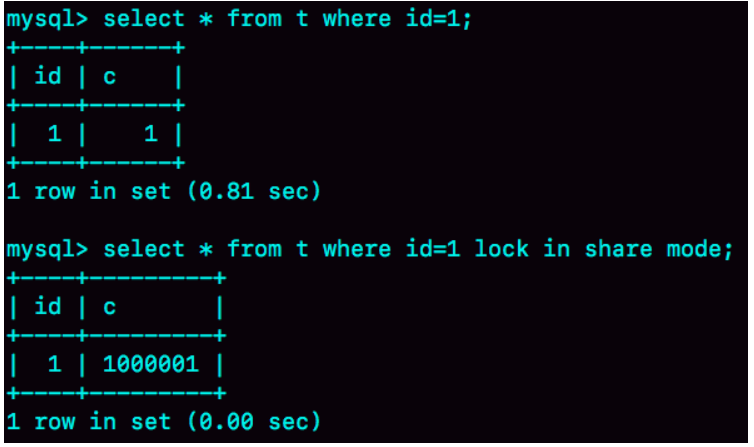 mysql> select * from t where id=1;
+----+------+
| id | c    |
+----+------+
|  1 |    1 |
+----+------+
1 row in set (0.81 sec)

mysql> select * from t where id=1 lock in share mode;
+----+---------+
| id | c       |
+----+---------+
|  1 | 1000001 |
+----+---------+
1 row in set (0.00 sec)